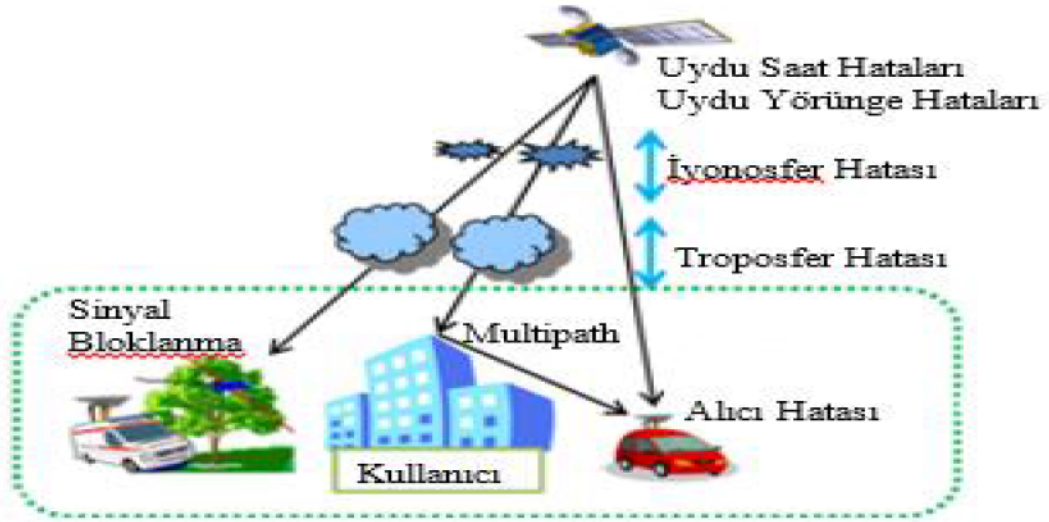 Uydu Saat Hataları
Uydu Yörünge Hataları
İyonosfer Hatası
Troposfer Hatası
Sinyal
Bloklanma
Multipath
Alıcı Hatası
Kullanıcı